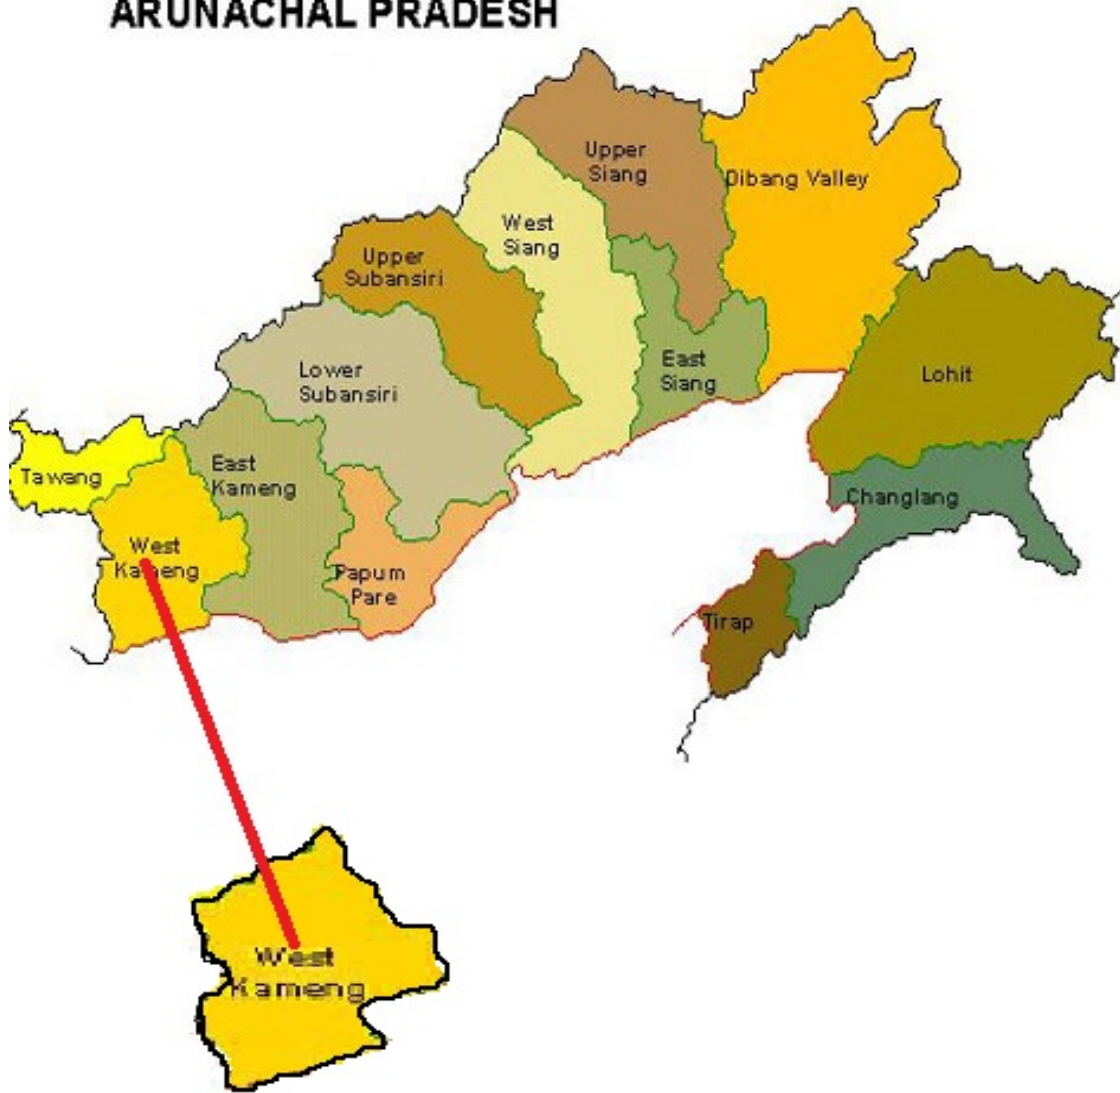 ARUNACHAL PRADESH
Upper
Siang
Dibang Valley
West
Siang
Upper
Subansiri
Lower
Subansiri
East
Siang
Lohit
Tawang
East
Kameng
Changlang
West
Kameng
Papum
Pare
Tirap
West
Kameng